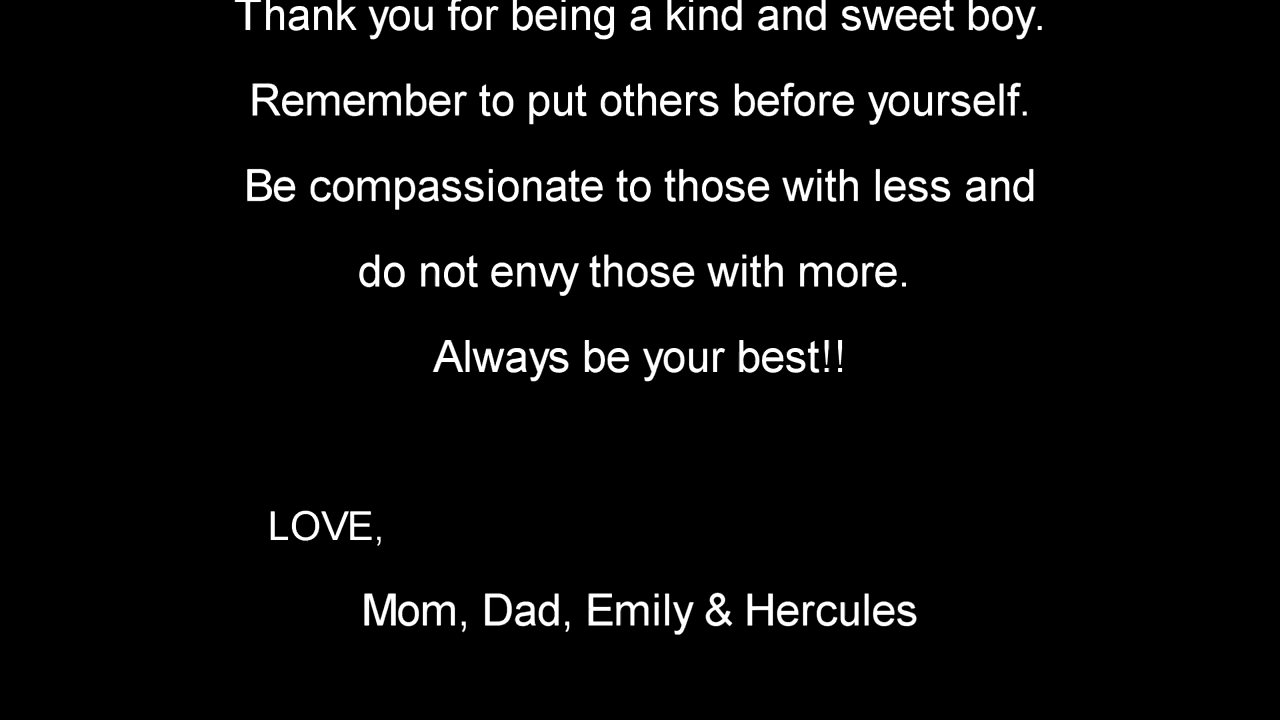 Thank you for being a kind and sweet boy.
Remember to put others before yourself.
Be compassionate to those with less and
do not envy those with more.
Always be your best!!
LOVE,
Mom, Dad, Emily & Hercules